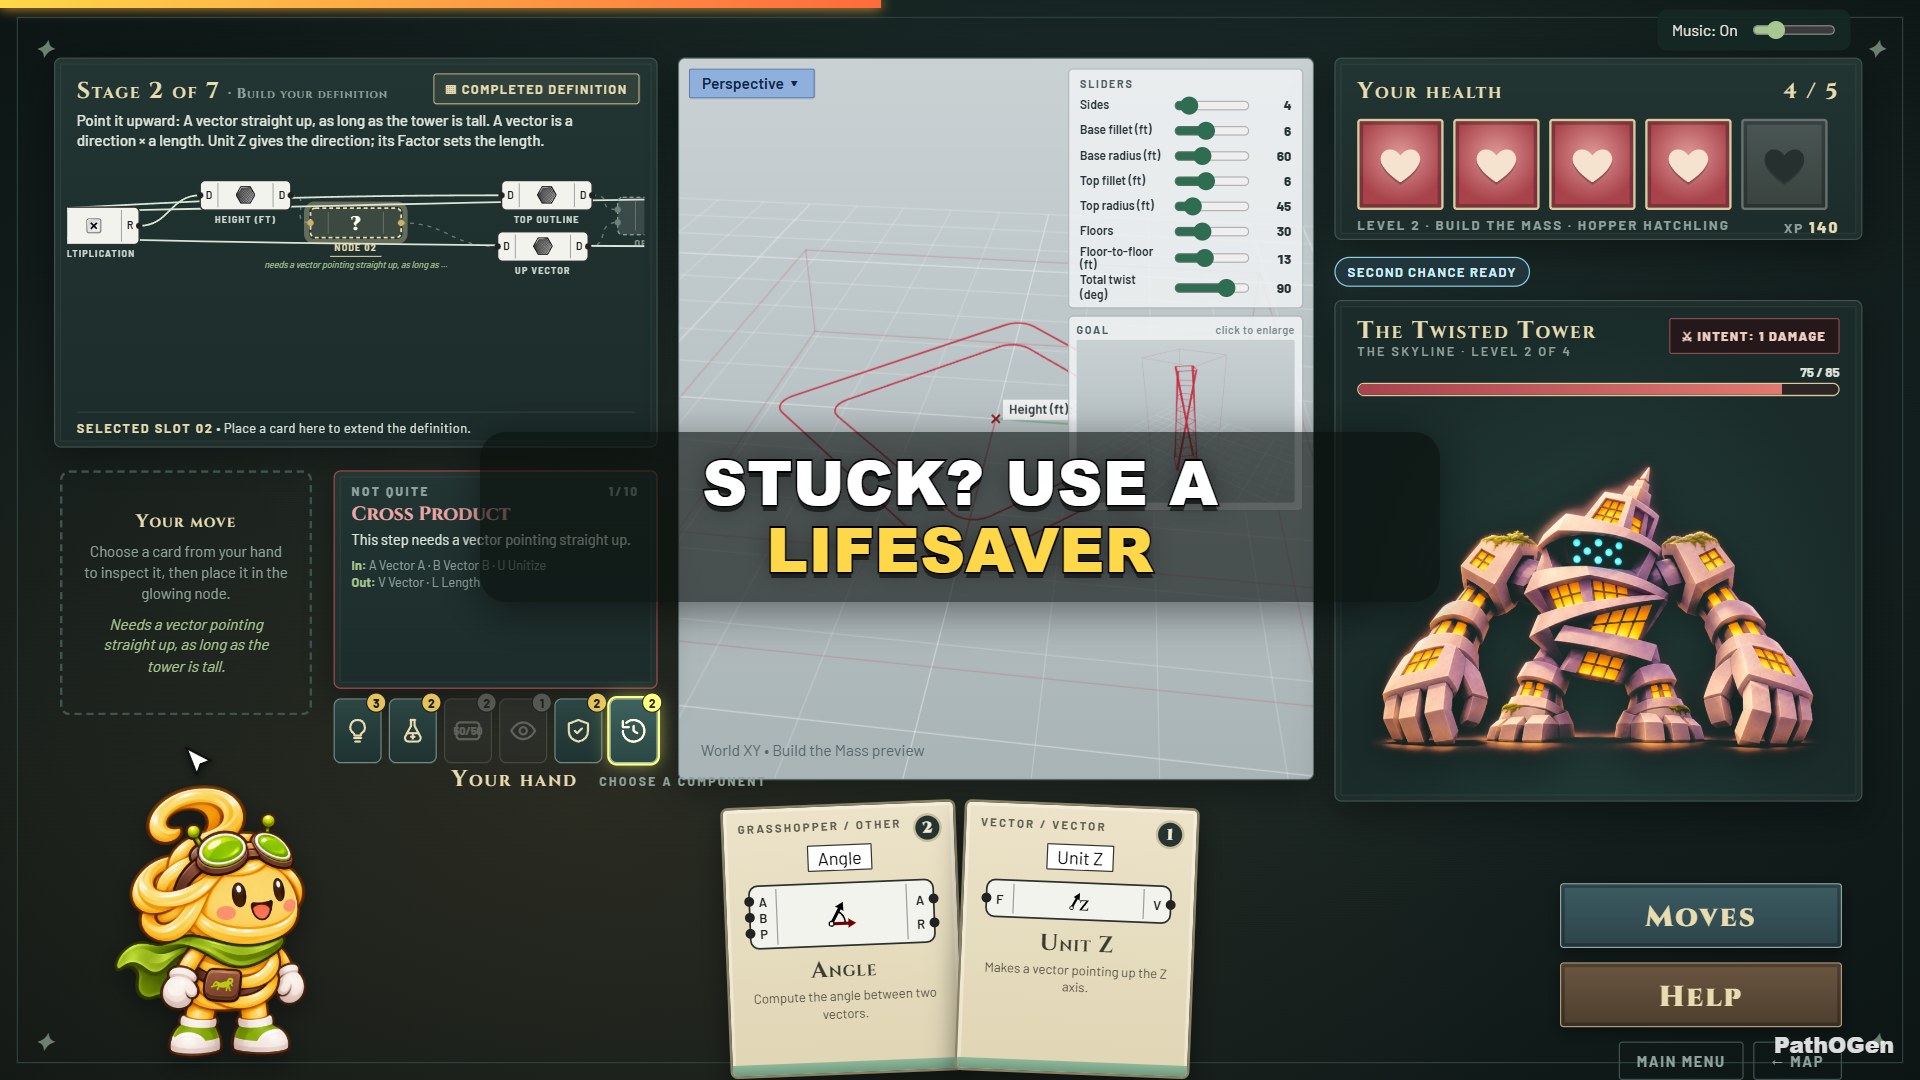 Music: On
STAGE 2 OF 7 · BUILD YOUR DEFINITION
COMPLETED DEFINITION
Point it upward: A vector straight up, as long as the tower is tall. A vector is a
direction × a length. Unit Z gives the direction; its Factor sets the length.
R
LTIPLICATION
D D
HEIGHT (FT)
?
NODE 02
needs a vector pointing straight up, as long as ...
D D
TOP OUTLINE
D D
UP VECTOR
SELECTED SLOT 02 • Place a card here to extend the definition.
YOUR MOVE
Choose a card from your hand
to inspect it, then place it in the
glowing node.
Needs a vector pointing
straight up, as long as the
tower is tall.
NOT QUITE
1/10
CROSS PRODUCT
This step needs a vector pointing straight up.
In: A Vector A · B Vector B · U Unitize
Out: V Vector · L Length
3
2
2
50/50
1
2
2
YOUR HAND
CHOOSE A COMPONENT
Perspective ▼
SLIDERS
Sides 4
Base fillet (ft) 6
Base radius (ft) 60
Top fillet (ft) 6
Top radius (ft) 45
Floors 30
Floor-to-floor
(ft) 13
Total twist
(deg) 90
GOAL
click to enlarge
Height (ft)
STUCK? USE A
LIFESAVER
World XY • Build the Mass preview
YOUR HEALTH
4 / 5
LEVEL 2 · BUILD THE MASS · HOPPER HATCHLING
XP 140
SECOND CHANCE READY
THE TWISTED TOWER
THE SKYLINE · LEVEL 2 OF 4
INTENT: 1 DAMAGE
75 / 85
GRASSHOPPER / OTHER
2
Angle
A
B
P
A
R
ANGLE
Compute the angle between two
vectors.
VECTOR / VECTOR
1
Unit Z
F
Z
V
UNIT Z
Makes a vector pointing up the Z
axis.
MOVES
HELP
MAIN MENU
← MAP
PathOGen